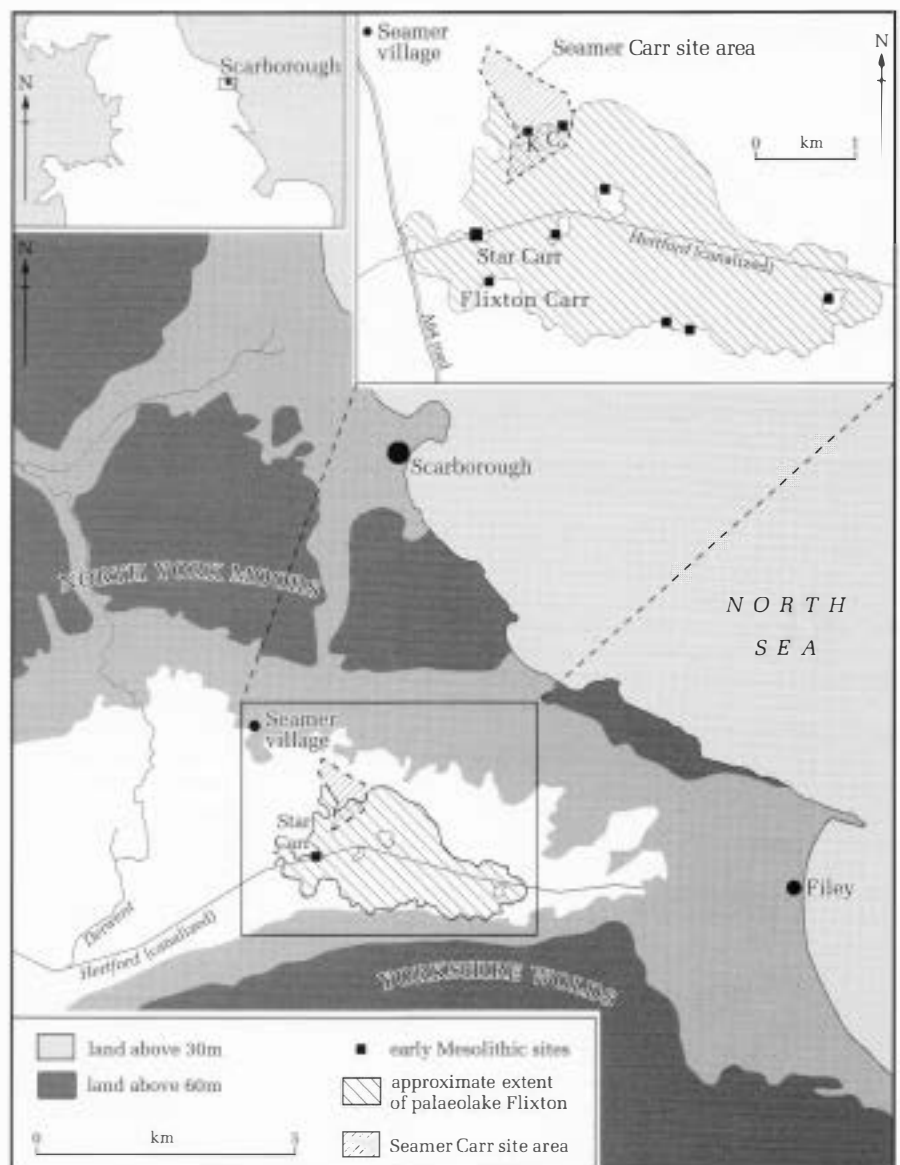 N
Scarborough
Seamer
village
Seamer Carr site area
N
K C
0 km 1
Hertford (canalized)
Star Carr
Flixton Carr
N
Scarborough
NORTH YORK MOORS
NORTH
SEA
Seamer
village
Star
Carr
Filey
Derwent
Hertford (canalized)
YORKSHIRE WOLDS
land above 30m
land above 60m
early Mesolithic sites
approximate extent
of palaeolake Flixton
Seamer Carr site area
0 km 5